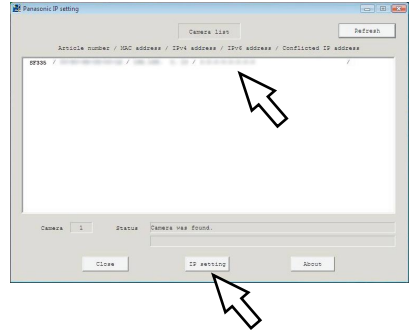 Panasonic IP setting
Camera list
Refresh
Article number / MAC address / IPv4 address / IPv6 address / Conflicted IP address
SF335 / / / /
Camera 1 Status Camera was found.
Close IP setting About